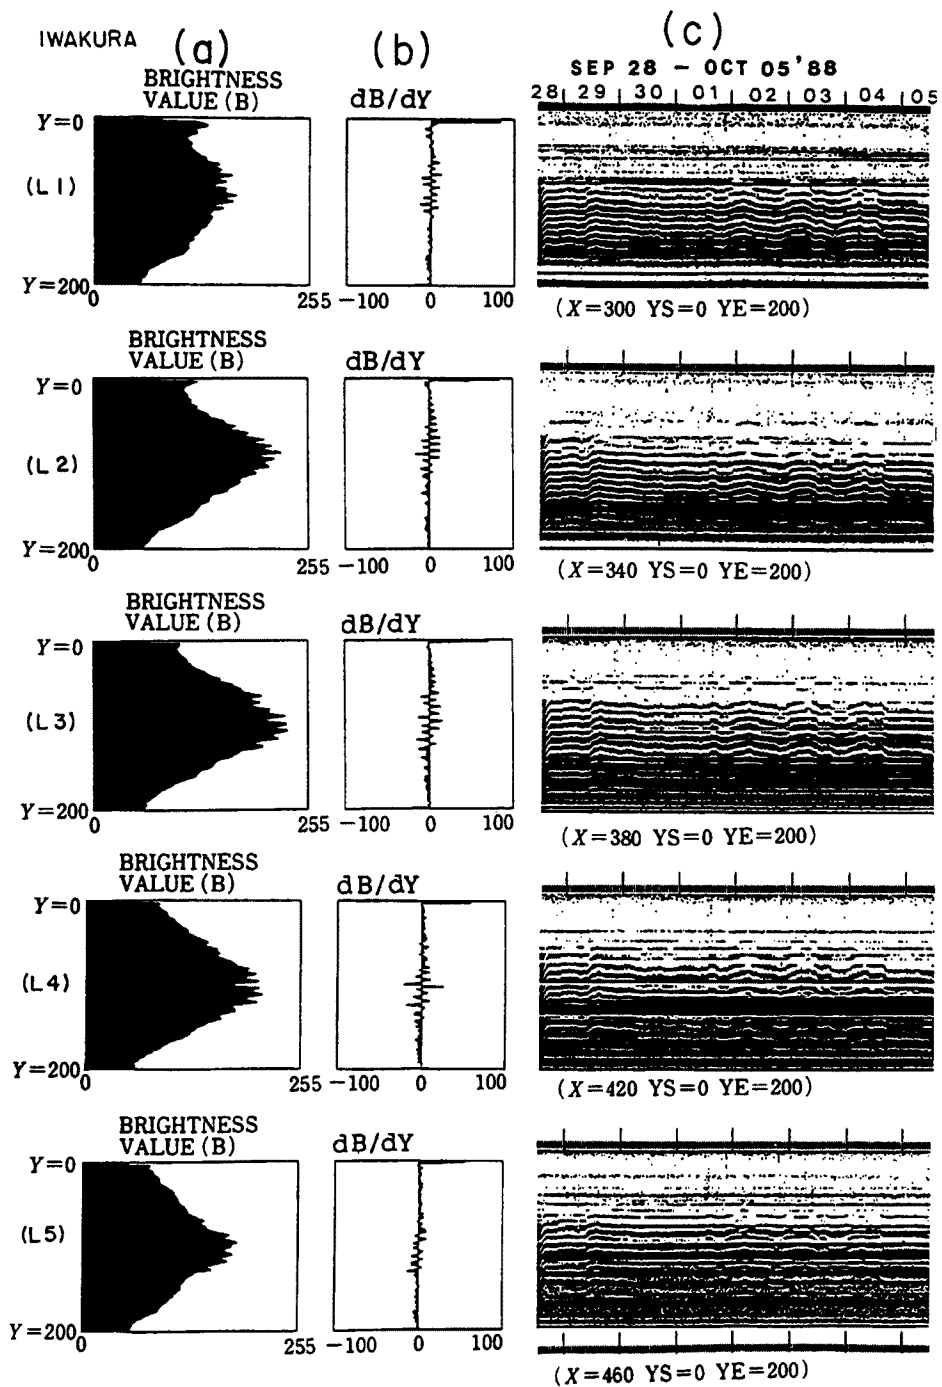 IWAKURA (a) (b) (c)
SEP 28 - OCT 05'88
28 29 30 01 02 03 04 05
BRIGHTNESS
VALUE (B)
dB/dY
Y=0
(L1)
Y=200
0 255 -100 0 100
(X=300 YS=0 YE=200)
BRIGHTNESS
VALUE (B)
dB/dY
Y=0
(L2)
Y=200
0 255 -100 0 100
(X=340 YS=0 YE=200)
BRIGHTNESS
VALUE (B)
dB/dY
Y=0
(L3)
Y=200
0 255 -100 0 100
(X=380 YS=0 YE=200)
BRIGHTNESS
VALUE (B)
dB/dY
Y=0
(L4)
Y=200
0 255 -100 0 100
(X=420 YS=0 YE=200)
BRIGHTNESS
VALUE (B)
dB/dY
Y=0
(L5)
Y=200
0 255 -100 0 100
(X=460 YS=0 YE=200)